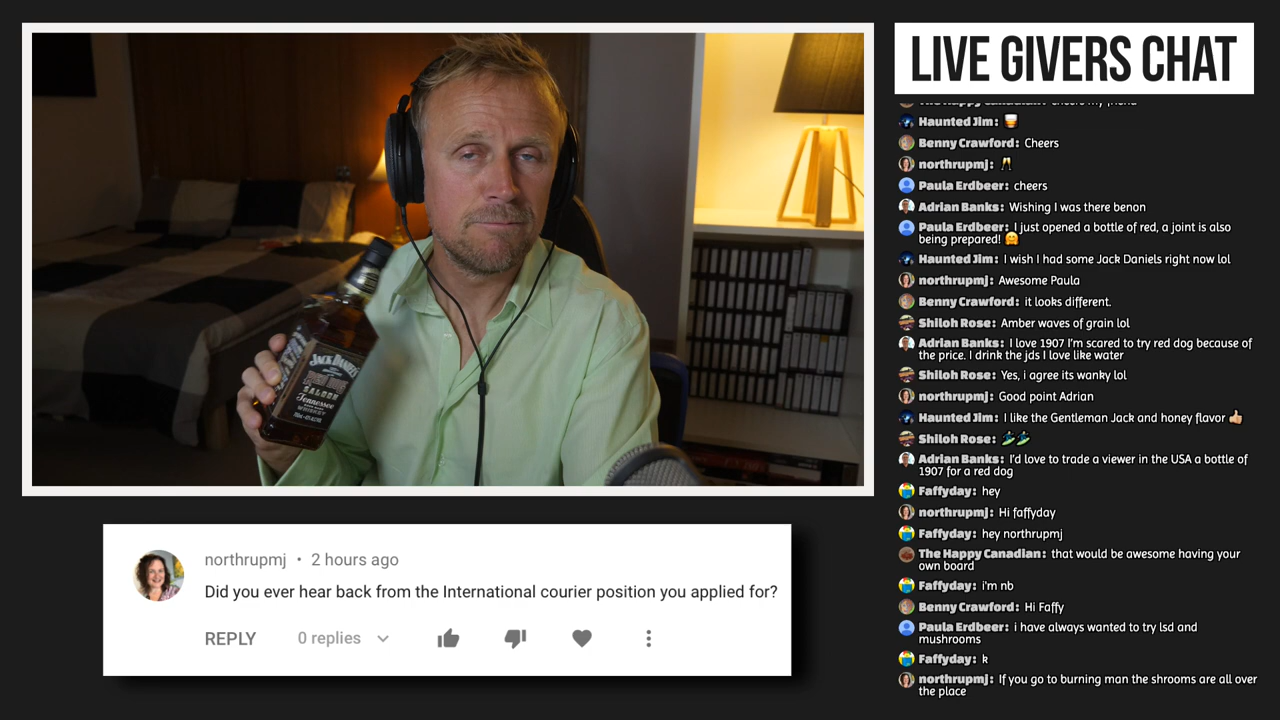 LIVE GIVERS CHAT
Haunted Jim: 🥃
Benny Crawford: Cheers
northrupmj: 🥂
Paula Erdbeer: cheers
Adrian Banks: Wishing I was there benon
Paula Erdbeer: I just opened a bottle of red, a joint is also
being prepared! 🤗
Haunted Jim: I wish I had some Jack Daniels right now lol
northrupmj: Awesome Paula
Benny Crawford: it looks different.
Shiloh Rose: Amber waves of grain lol
Adrian Banks: I love 1907 I'm scared to try red dog because of
the price. I drink the jds I love like water
Shiloh Rose: Yes, i agree its wanky lol
northrupmj: Good point Adrian
Haunted Jim: I like the Gentleman Jack and honey flavor 👍
Shiloh Rose: 🏄🏄
Adrian Banks: I'd love to trade a viewer in the USA a bottle of
1907 for a red dog
Faffyday: hey
northrupmj: Hi faffyday
Faffyday: hey northrupmj
The Happy Canadian: that would be awesome having your
own board
Faffyday: i'm nb
Benny Crawford: Hi Faffy
Paula Erdbeer: i have always wanted to try lsd and
mushrooms
Faffyday: k
northrupmj: If you go to burning man the shrooms are all over
the place
JACK DANIEL'S
RED DOG
SALOON
Tennessee
WHISKEY
northrupmj • 2 hours ago
Did you ever hear back from the International courier position you applied for?
REPLY 0 replies